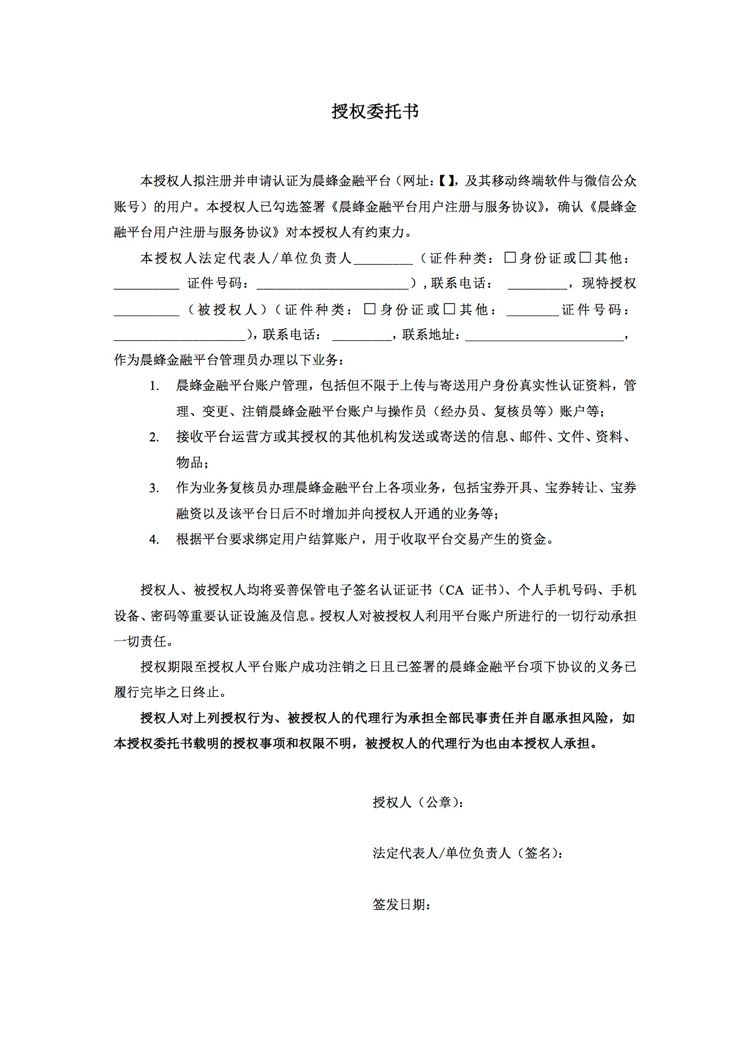 授权委托书
本授权人拟注册并申请认证为晨蜂金融平台（网址：【】，及其移动终端软件与微信公众
账号）的用户。本授权人已勾选签署《晨蜂金融平台用户注册与服务协议》，确认《晨蜂金
融平台用户注册与服务协议》对本授权人有约束力。
本授权人法定代表人/单位负责人_________（证件种类：□身份证或□其他：
__________ 证件号码：_______________________），联系电话： _________，现特授权
__________（被授权人）（证件种类：□身份证或□其他：________证件号码：
____________________），联系电话：_________，联系地址：________________________，
作为晨蜂金融平台管理员办理以下业务：
1. 晨蜂金融平台账户管理，包括但不限于上传与寄送用户身份真实性认证资料，管
理、变更、注销晨蜂金融平台账户与操作员（经办员、复核员等）账户等；
2. 接收平台运营方或其授权的其他机构发送或寄送的信息、邮件、文件、资料、
物品；
3. 作为业务复核员办理晨蜂金融平台上各项业务，包括宝券开具、宝券转让、宝券
融资以及该平台日后不时增加并向授权人开通的业务等；
4. 根据平台要求绑定用户结算账户，用于收取平台交易产生的资金。
授权人、被授权人均将妥善保管电子签名认证证书（CA 证书）、个人手机号码、手机
设备、密码等重要认证设施及信息。授权人对被授权人利用平台账户所进行的一切行动承担
一切责任。
授权期限至授权人平台账户成功注销之日且已签署的晨蜂金融平台项下协议的义务已
履行完毕之日终止。
授权人对上列授权行为、被授权人的代理行为承担全部民事责任并自愿承担风险，如
本授权委托书载明的授权事项和权限不明，被授权人的代理行为也由本授权人承担。
授权人（公章）：
法定代表人/单位负责人（签名）：
签发日期：